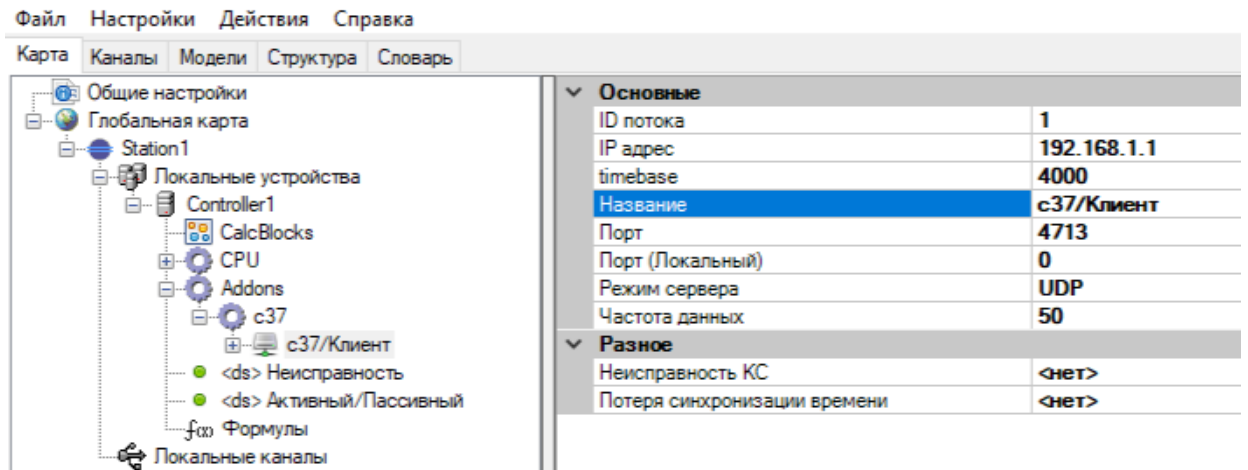 Файл Настройки Действия Справка
Карта Каналы Модели Структура Словарь
Общие настройки
Глобальная карта
Station1
Локальные устройства
Controller1
CalcBlocks
CPU
Addons
c37
c37/Клиент
<ds> Неисправность
<ds> Активный/Пассивный
f(x) Формулы
Локальные каналы
Основные
ID потока 1
IP адрес 192.168.1.1
timebase 4000
Название c37/Клиент
Порт 4713
Порт (Локальный) 0
Режим сервера UDP
Частота данных 50
Разное
Неисправность КС <нет>
Потеря синхронизации времени <нет>